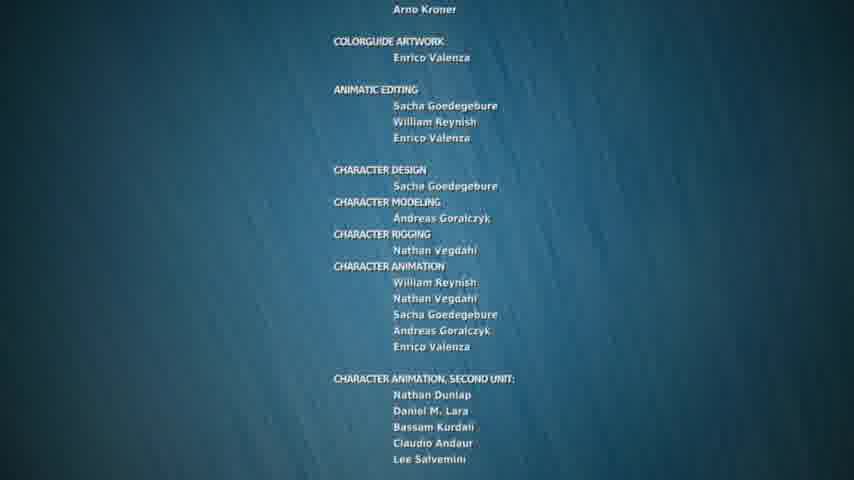 Arno Kroner
COLORGUIDE ARTWORK
Enrico Valenza
ANIMATIC EDITING
Sacha Goedegebure
William Reynish
Enrico Valenza
CHARACTER DESIGN
Sacha Goedegebure
CHARACTER MODELING
Andreas Goralczyk
CHARACTER RIGGING
Nathan Vegdahl
CHARACTER ANIMATION
William Reynish
Nathan Vegdahl
Sacha Goedegebure
Andreas Goralczyk
Enrico Valenza
CHARACTER ANIMATION, SECOND UNIT:
Nathan Dunlap
Daniel M. Lara
Bassam Kurdali
Claudio Andaur
Lee Salvemini